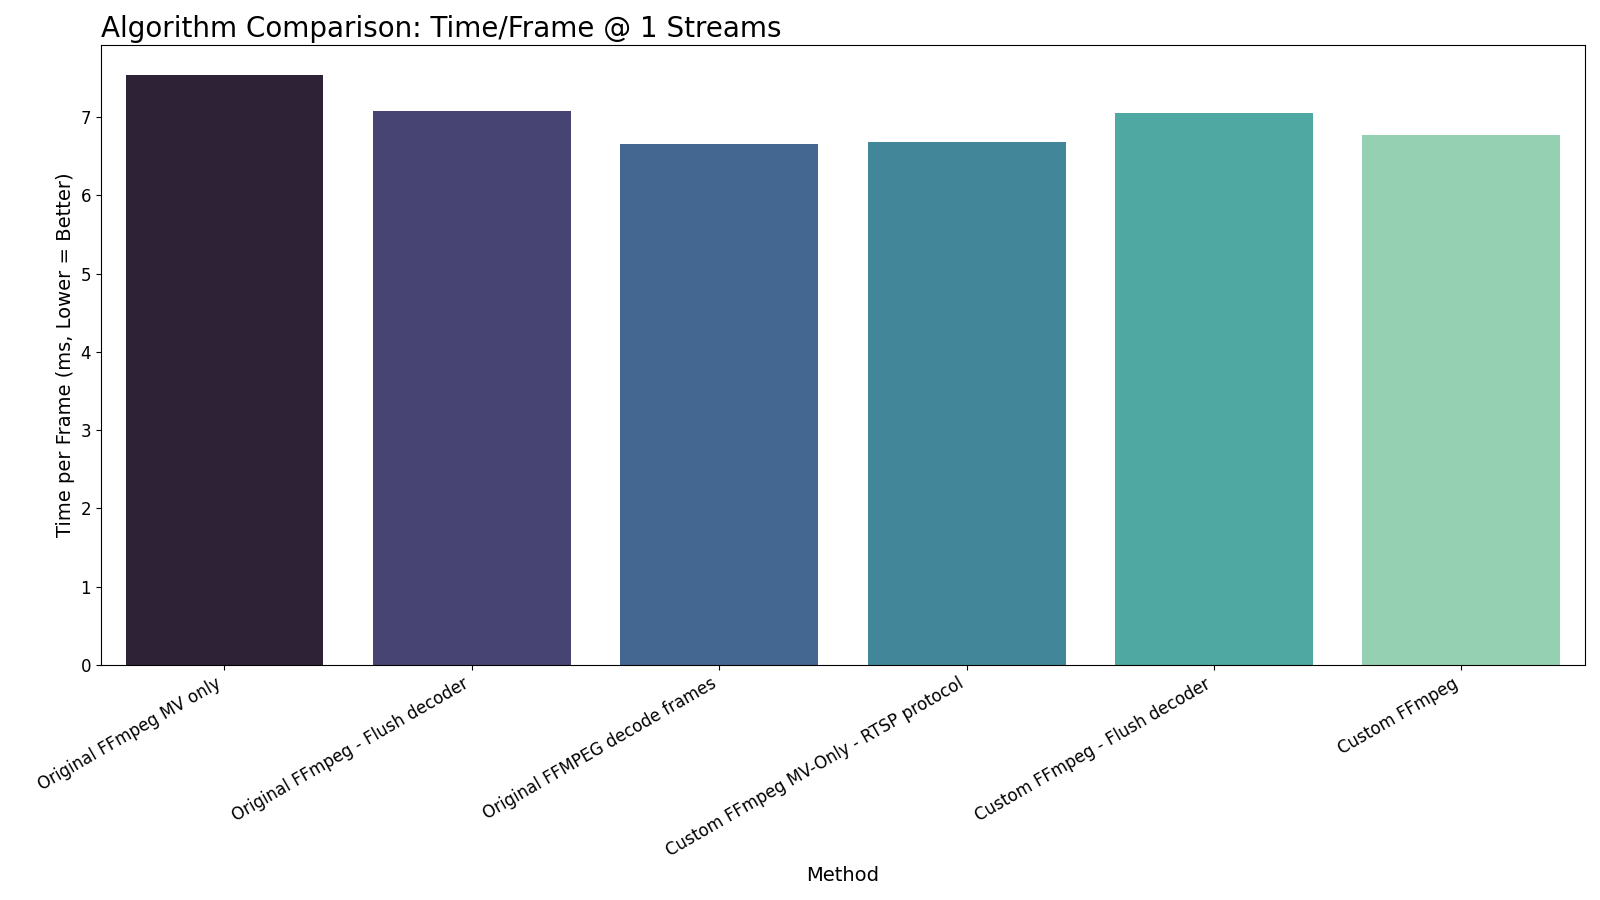 Algorithm Comparison: Time/Frame @ 1 Streams
Time per Frame (ms, Lower = Better)
7
6
5
4
3
2
1
0
Original FFmpeg MV only
Original FFmpeg - Flush decoder
Original FFMPEG decode frames
Custom FFmpeg MV-Only - RTSP protocol
Custom FFmpeg - Flush decoder
Custom FFmpeg
Method